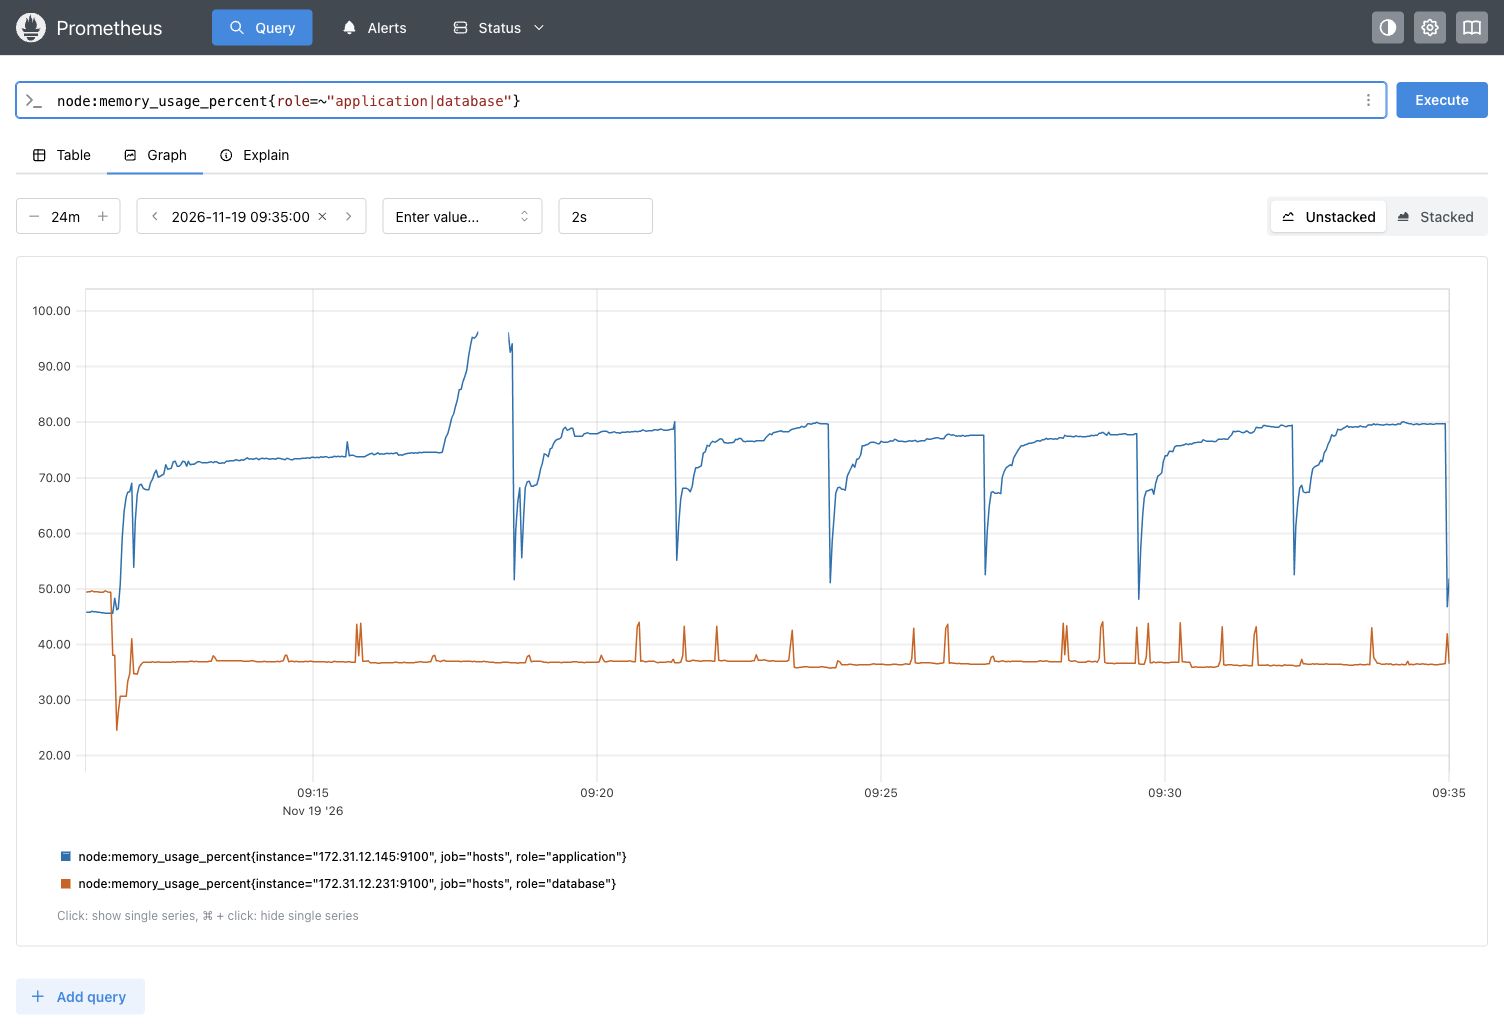 Prometheus Query Alerts Status
>_ node:memory_usage_percent{role=~"application|database"} Execute
Table Graph Explain
− 24m + 2026-11-19 09:35:00 × Enter value... 2s Unstacked Stacked
100.00
90.00
80.00
70.00
60.00
50.00
40.00
30.00
20.00
09:15 09:20 09:25 09:30 09:35
Nov 19 '26
node:memory_usage_percent{instance="172.31.12.145:9100", job="hosts", role="application"}
node:memory_usage_percent{instance="172.31.12.231:9100", job="hosts", role="database"}
Click: show single series, ⌘ + click: hide single series
+ Add query